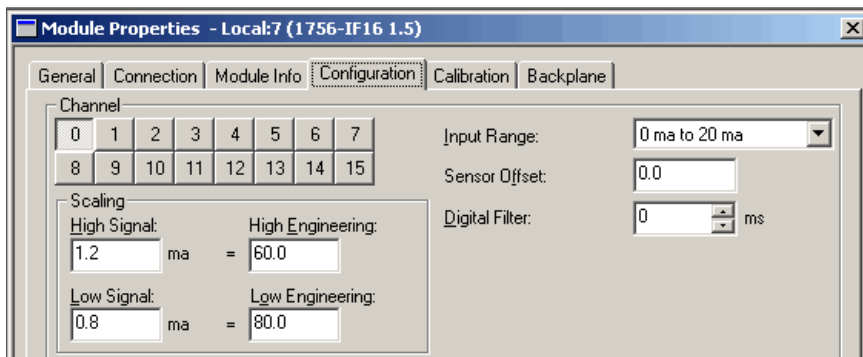 Module Properties - Local:7 (1756-IF16 1.5)
General Connection Module Info Configuration Calibration Backplane
Channel
0 1 2 3 4 5 6 7
8 9 10 11 12 13 14 15
Input Range: 0 ma to 20 ma
Sensor Offset: 0.0
Digital Filter: 0 ms
Scaling
High Signal: High Engineering:
1.2 ma = 60.0
Low Signal: Low Engineering:
0.8 ma = 80.0